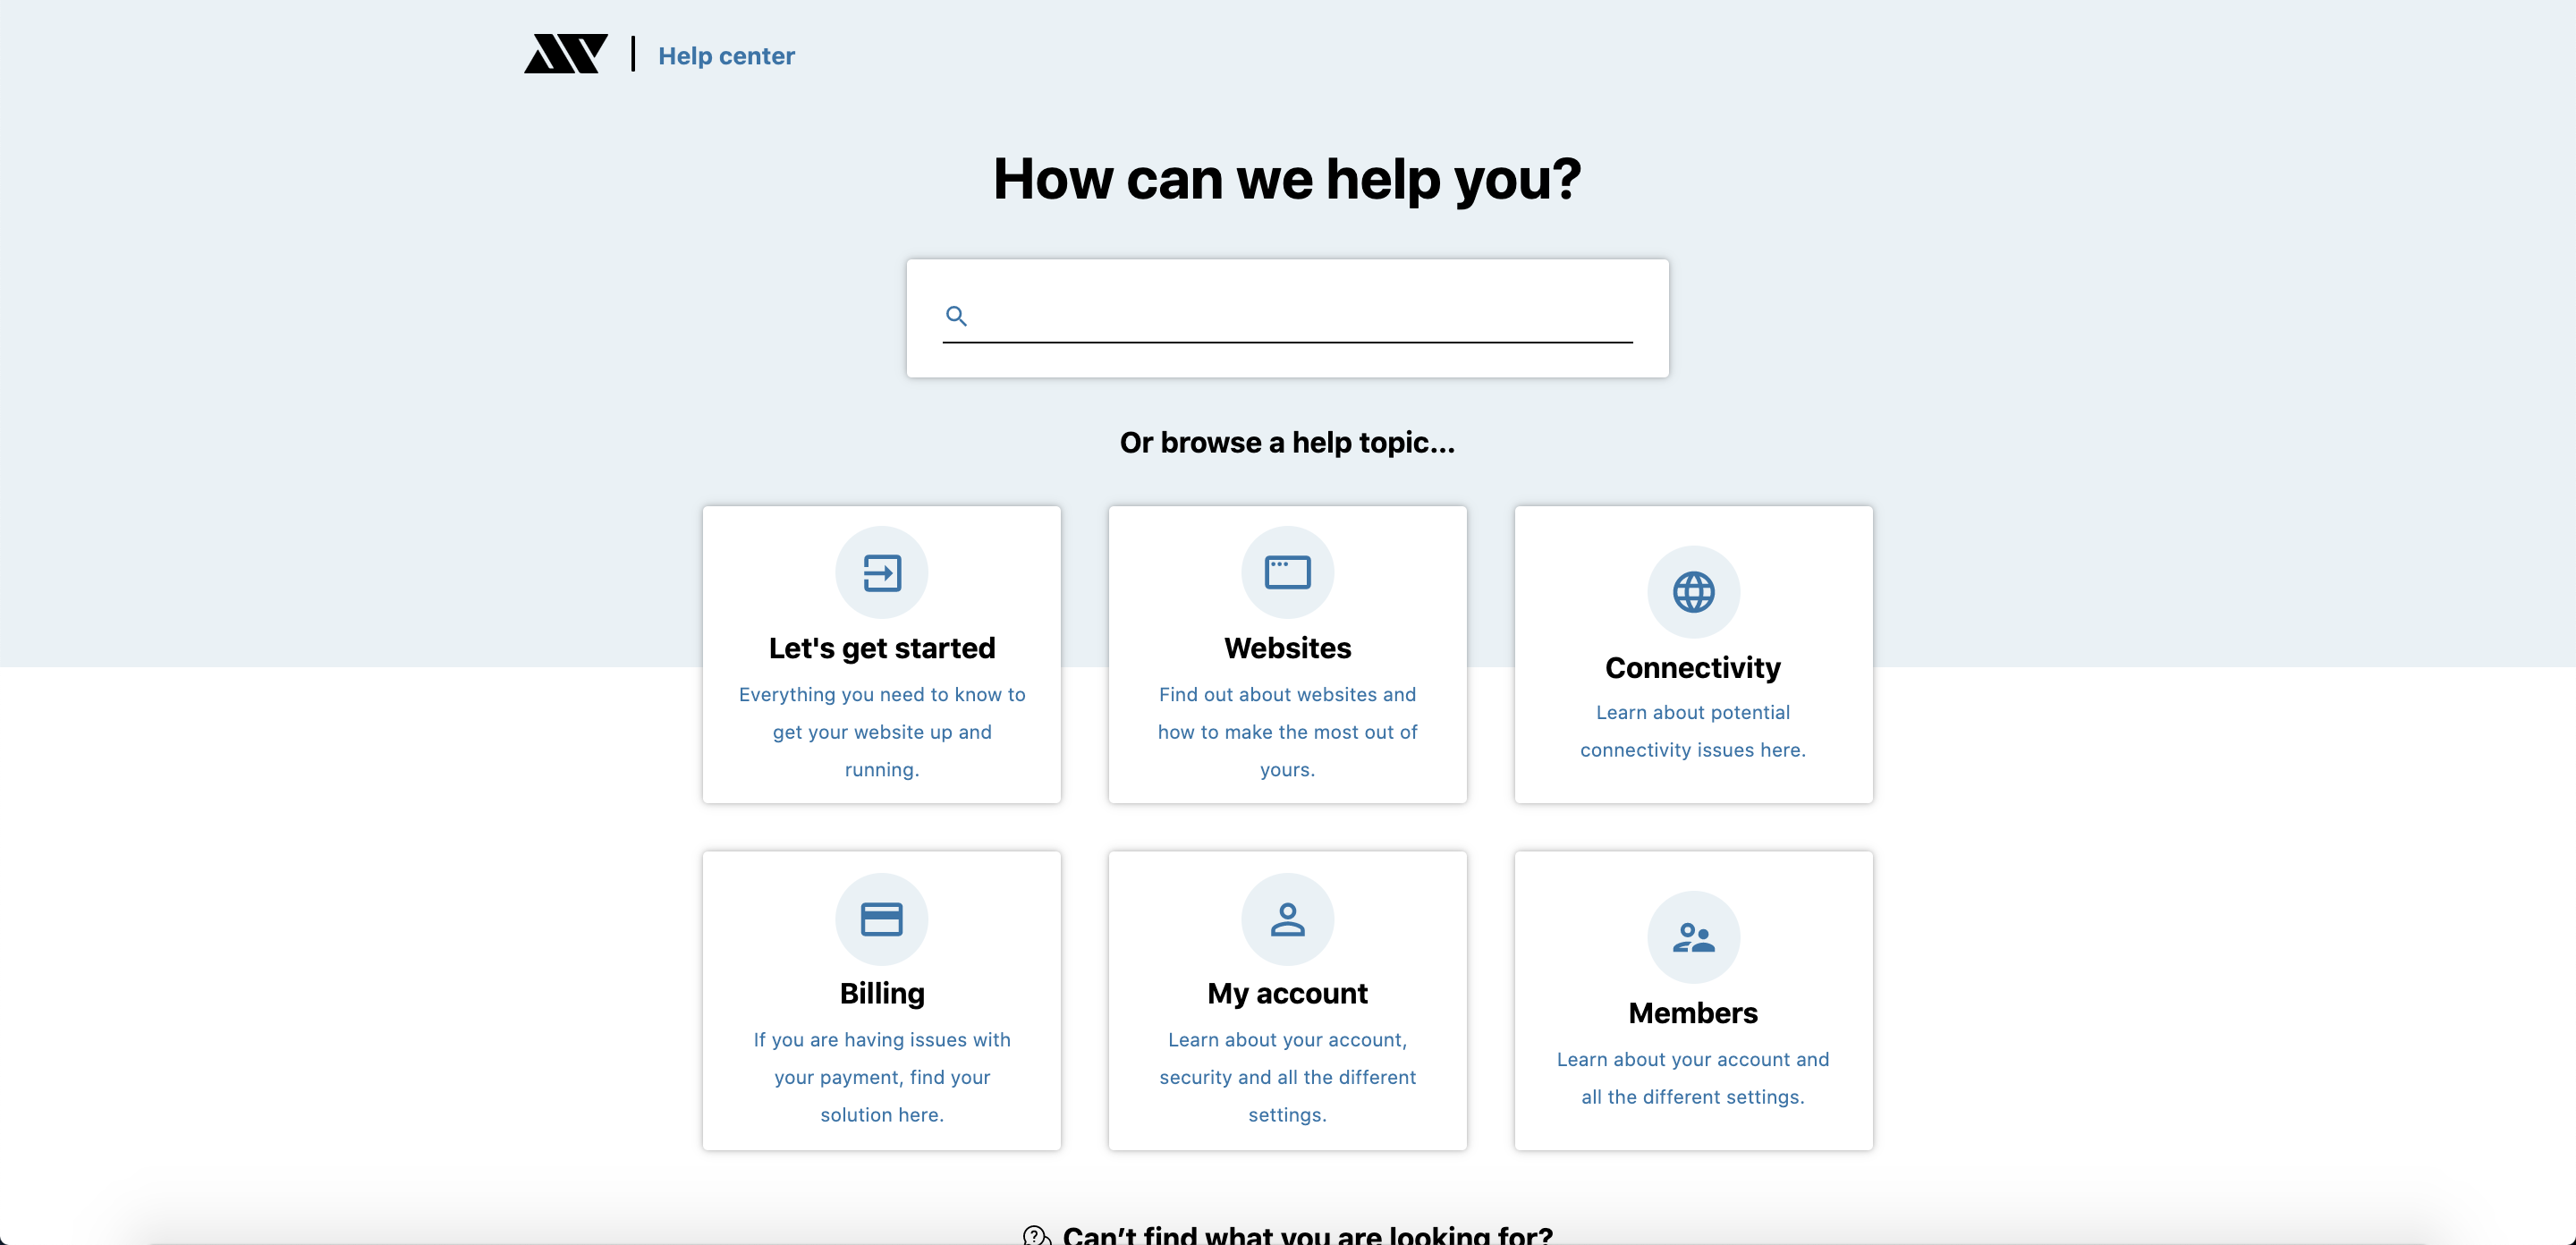 Help center
How can we help you?
Or browse a help topic...
Let's get started
Everything you need to know to
get your website up and
running.
Websites
Find out about websites and
how to make the most out of
yours.
Connectivity
Learn about potential
connectivity issues here.
Billing
If you are having issues with
your payment, find your
solution here.
My account
Learn about your account,
security and all the different
settings.
Members
Learn about your account and
all the different settings.
Can’t find what you are looking for?